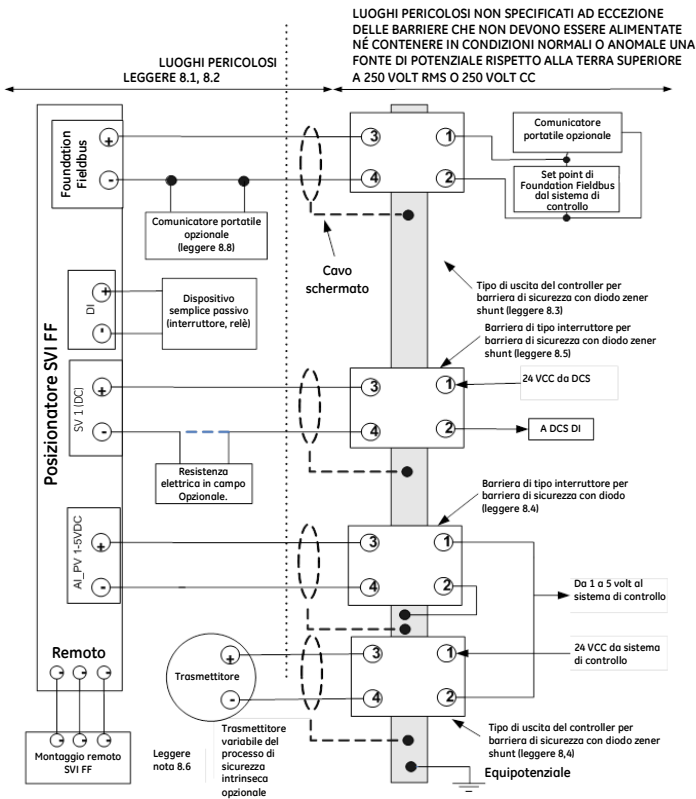 LUOGHI PERICOLOSI NON SPECIFICATI AD ECCEZIONE
DELLE BARRIERE CHE NON DEVONO ESSERE ALIMENTATE
NÉ CONTENERE IN CONDIZIONI NORMALI O ANOMALE UNA
FONTE DI POTENZIALE RISPETTO ALLA TERRA SUPERIORE
A 250 VOLT RMS O 250 VOLT CC
LUOGHI PERICOLOSI
LEGGERE 8.1, 8.2
Foundation
Fieldbus
+
-
3
4
1
2
Comunicatore
portatile opzionale
Set point di
Foundation Fieldbus
dal sistema di
controllo
Comunicatore portatile
opzionale
(leggere 8.8)
Cavo
schermato
Tipo di uscita del controller per
barriera di sicurezza con diodo zener
shunt (leggere 8.3)
DI
+
-
Dispositivo
semplice passivo
(interruttore, relè)
Barriera di tipo interruttore per
barriera di sicurezza con diodo zener
shunt (leggere 8.5)
Posizionatore SVI FF
SV 1 (DC)
+
-
3
4
1
2
24 VCC da DCS
A DCS DI
Resistenza
elettrica in campo
Opzionale.
Barriera di tipo interruttore per
barriera di sicurezza con diodo
(leggere 8.4)
AI_PV 1-5VDC
+
-
3
4
1
2
Da 1 a 5 volt al
sistema di controllo
Remoto
Trasmettitore
+
-
3
4
1
2
24 VCC da sistema
di controllo
Montaggio remoto
SVI FF
Leggere
nota 8.6
Trasmettitore
variabile del
processo di
sicurezza
intrinseca
opzionale
Tipo di uscita del controller per
barriera di sicurezza con diodo zener
shunt (leggere 8,4)
Equipotenziale